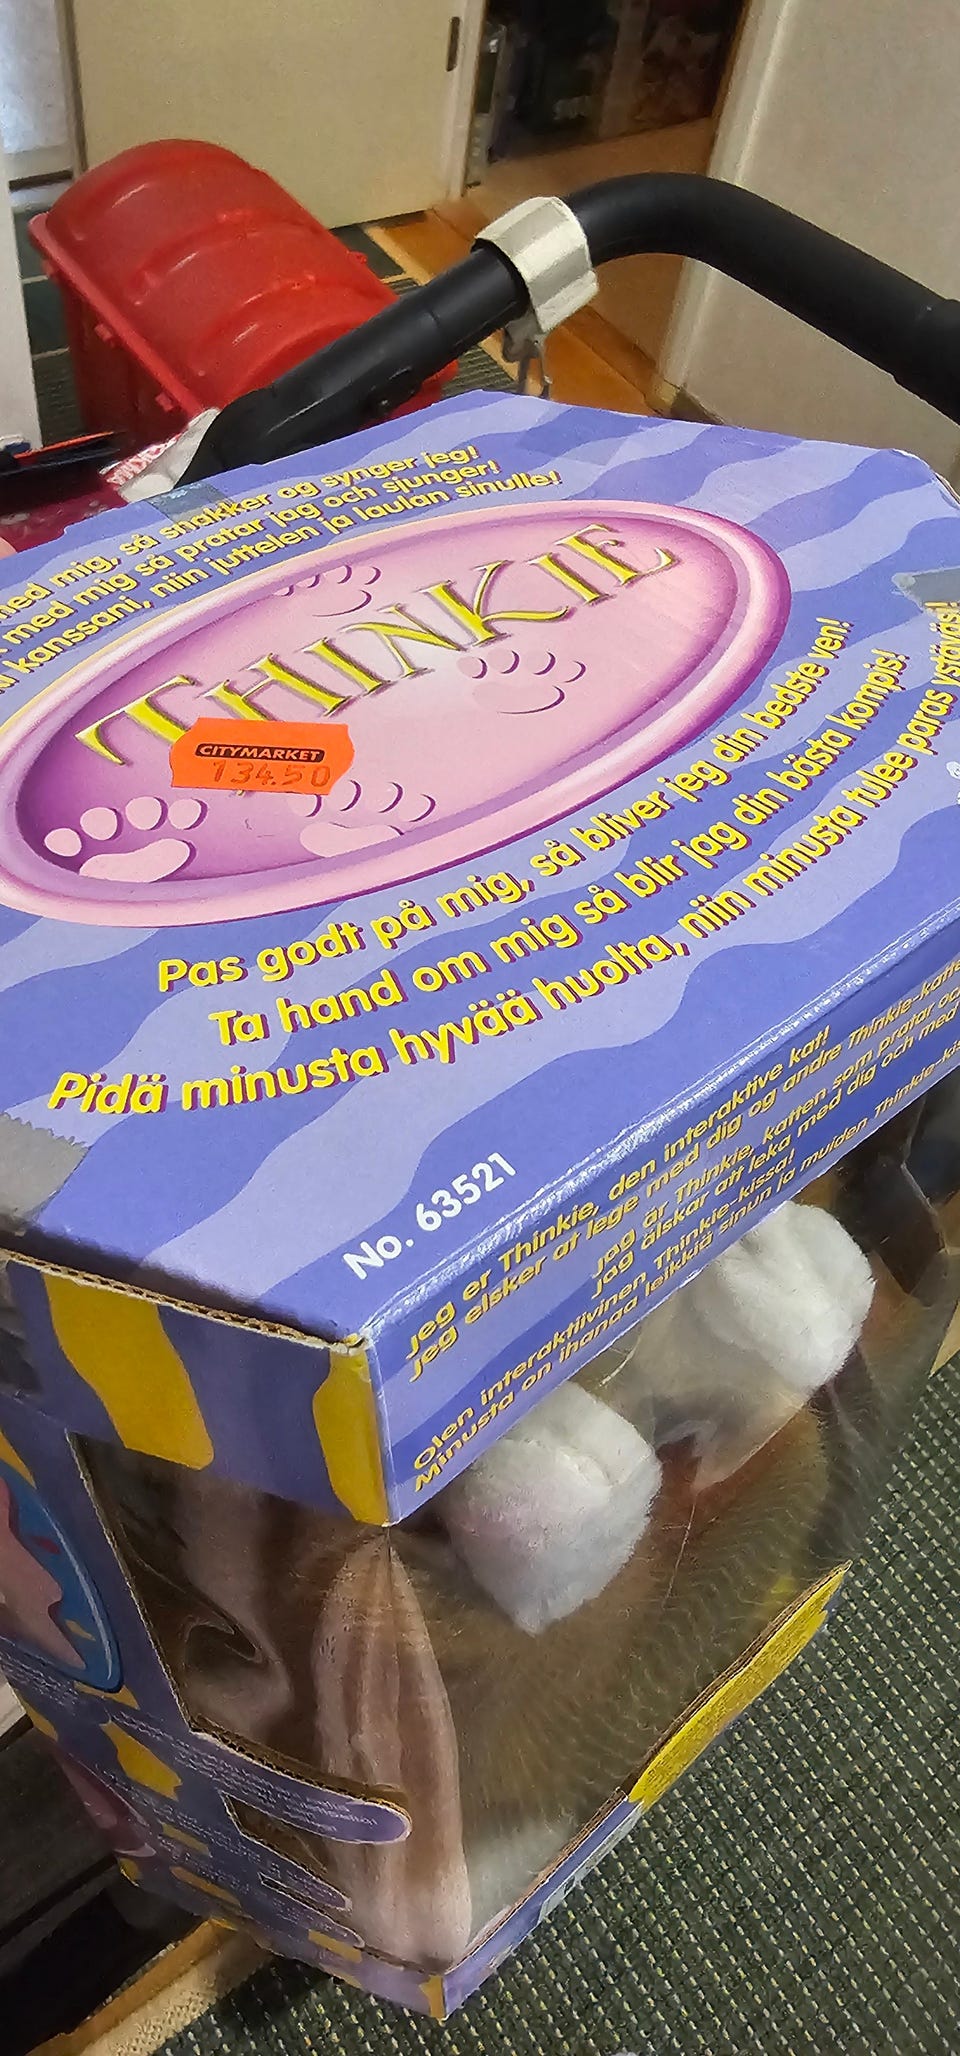 med mig, så snakker og synger jeg!
med mig så pratar jag och sjunger!
kanssani, niin juttelen ja laulan sinulle!
THINKIE
CITYMARKET
134.50
Pas godt på mig, så bliver jeg din bedste ven!
Ta hand om mig så blir jag din bästa kompis!
Pidä minusta hyvää huolta, niin minusta tulee paras ystäväsi!
No. 63521
Jeg er Thinkie, den interaktive kat!
Jeg elsker at lege med dig og andre Thinkie-katte
Jag är Thinkie, katten som pratar oc
Jag älskar att leka med dig och med
Olen interaktiivinen Thinkie-kissa!
Minusta on ihanaa leikkiä sinun ja muiden Thinkie-kis